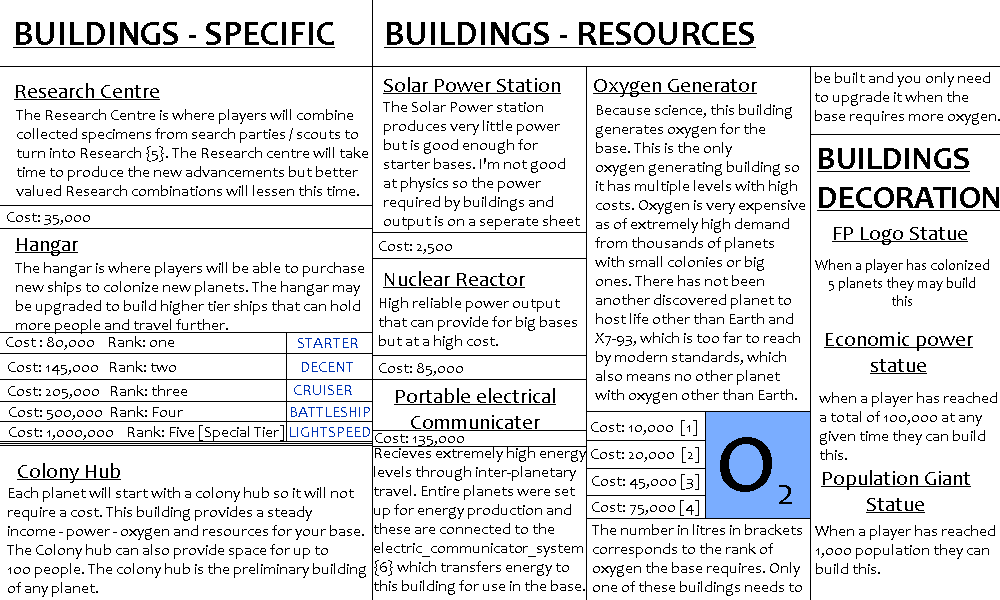 BUILDINGS - SPECIFIC
Research Centre
The Research Centre is where players will combine
collected specimens from search parties / scouts to
turn into Research {5}. The Research centre will take
time to produce the new advancements but better
valued Research combinations will lessen this time.
Cost: 35,000
Hangar
The hangar is where players will be able to purchase
new ships to colonize new planets. The hangar may
be upgraded to build higher tier ships that can hold
more people and travel further.
Cost : 80,000 Rank: one STARTER
Cost: 145,000 Rank: two DECENT
Cost: 205,000 Rank: three CRUISER
Cost: 500,000 Rank: Four BATTLESHIP
Cost: 1,000,000 Rank: Five [Special Tier] LIGHTSPEED
Colony Hub
Each planet will start with a colony hub so it will not
require a cost. This building provides a steady
income - power - oxygen and resources for your base.
The Colony hub can also provide space for up to
100 people. The colony hub is the preliminary building
of any planet.
BUILDINGS - RESOURCES
Solar Power Station
The Solar Power station
produces very little power
but is good enough for
starter bases. I'm not good
at physics so the power
required by buildings and
output is on a seperate sheet
Cost: 2,500
Nuclear Reactor
High reliable power output
that can provide for big bases
but at a high cost.
Cost: 85,000
Portable electrical
Communicater
Cost: 135,000
Recieves extremely high energy
levels through inter-planetary
travel. Entire planets were set
up for energy production and
these are connected to the
electric_communicator_system
{6} which transfers energy to
this building for use in the base.
Oxygen Generator
Because science, this building
generates oxygen for the
base. This is the only
oxygen generating building so
it has multiple levels with high
costs. Oxygen is very expensive
as of extremely high demand
from thousands of planets
with small colonies or big
ones. There has not been
another discovered planet to
host life other than Earth and
X7-93, which is too far to reach
by modern standards, which
also means no other planet
with oxygen other than Earth.
Cost: 10,000 [1]
Cost: 20,000 [2]
Cost: 45,000 [3]
Cost: 75,000 [4]
O2
The number in litres in brackets
corresponds to the rank of
oxygen the base requires. Only
one of these buildings needs to
be built and you only need
to upgrade it when the
base requires more oxygen.
BUILDINGS
DECORATION
FP Logo Statue
When a player has colonized
5 planets they may build
this
Economic power
statue
when a player has reached
a total of 100,000 at any
given time they can build
this.
Population Giant
Statue
When a player has reached
1,000 population they can
build this.